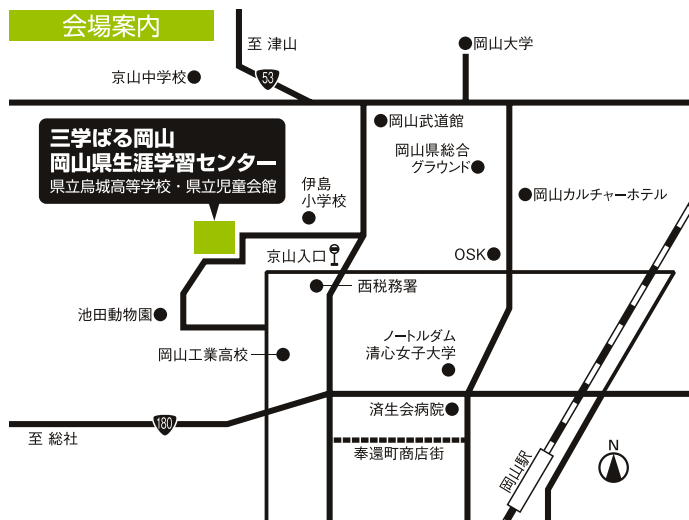 会場案内
至 津山
岡山大学
京山中学校
53
岡山武道館
三学ぱる岡山
岡山県生涯学習センター
県立烏城高等学校・県立児童会館
岡山県総合
グラウンド
伊島
小学校
岡山カルチャーホテル
京山入口
OSK
西税務署
池田動物園
ノートルダム
清心女子大学
岡山工業高校
済生会病院
180
至 総社
奉還町商店街
岡山駅
N